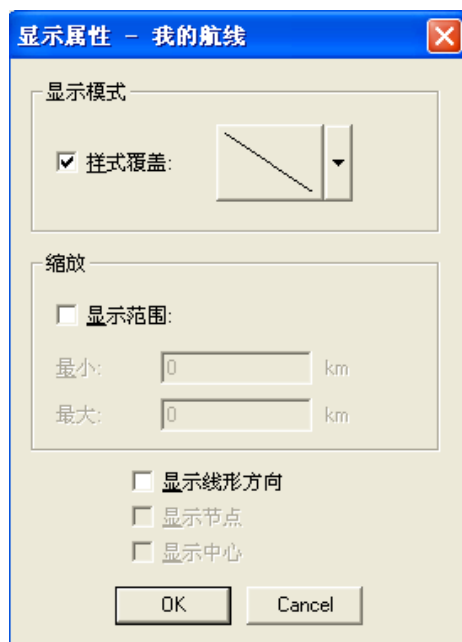 显示属性 - 我的航线
显示模式
样式覆盖:
缩放
显示范围:
最小: 0 km
最大: 0 km
显示线形方向
显示节点
显示中心
OK Cancel